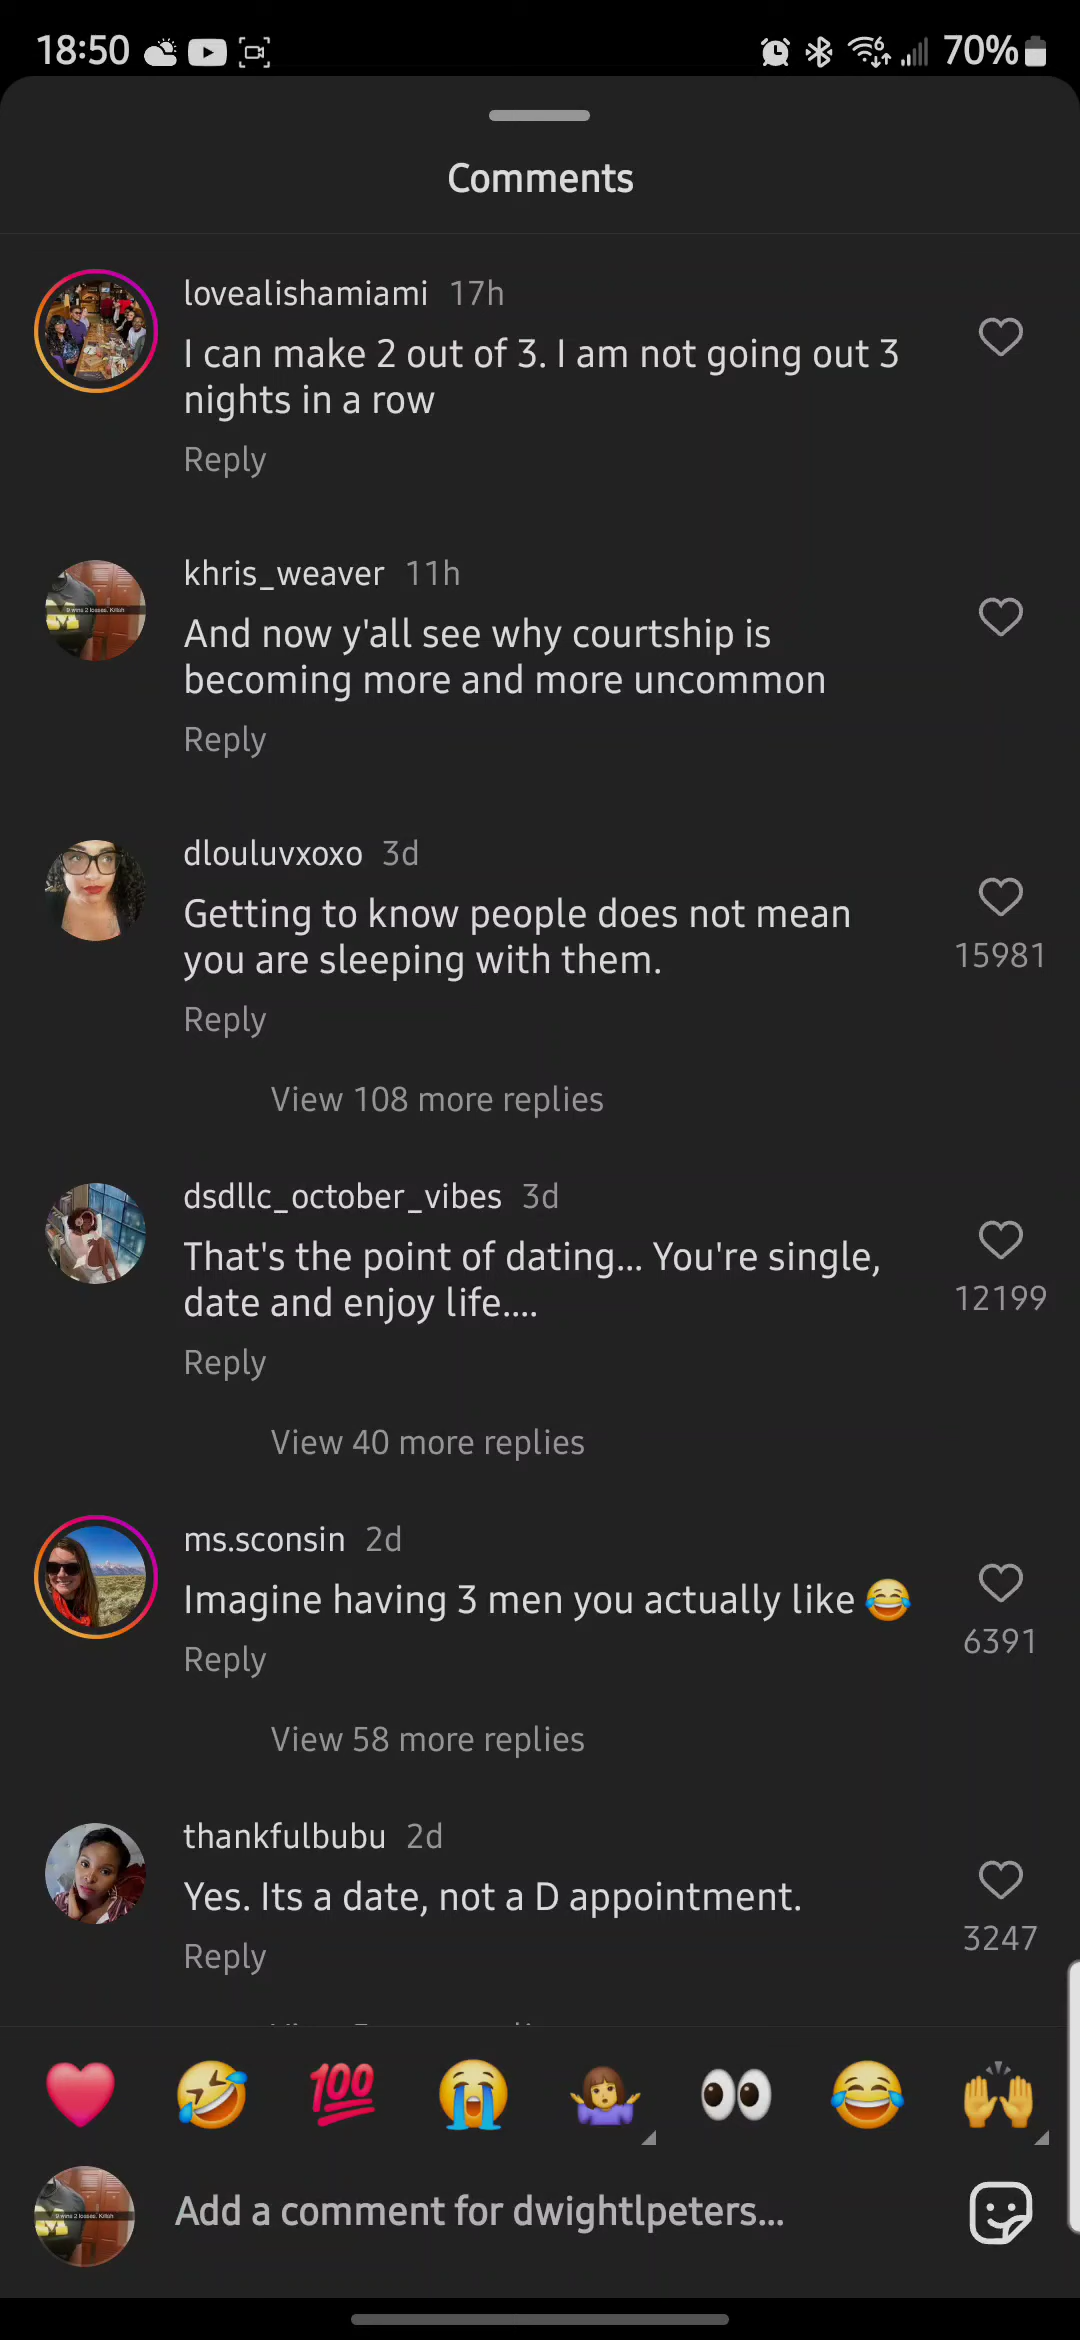 18:50
6
70%
Comments
lovealishamiami 17h
I can make 2 out of 3. I am not going out 3
nights in a row
Reply
khris_weaver 11h
And now y'all see why courtship is
becoming more and more uncommon
Reply
dlouluvxoxo 3d
Getting to know people does not mean
you are sleeping with them.
15981
Reply
View 108 more replies
dsdllc_october_vibes 3d
That's the point of dating... You're single,
date and enjoy life....
12199
Reply
View 40 more replies
ms.sconsin 2d
Imagine having 3 men you actually like 😂
6391
Reply
View 58 more replies
thankfulbubu 2d
Yes. Its a date, not a D appointment.
3247
Reply
❤️ 🤣 💯 😭 🤷‍♀️ 👀 😂 🙌
Add a comment for dwightlpeters...